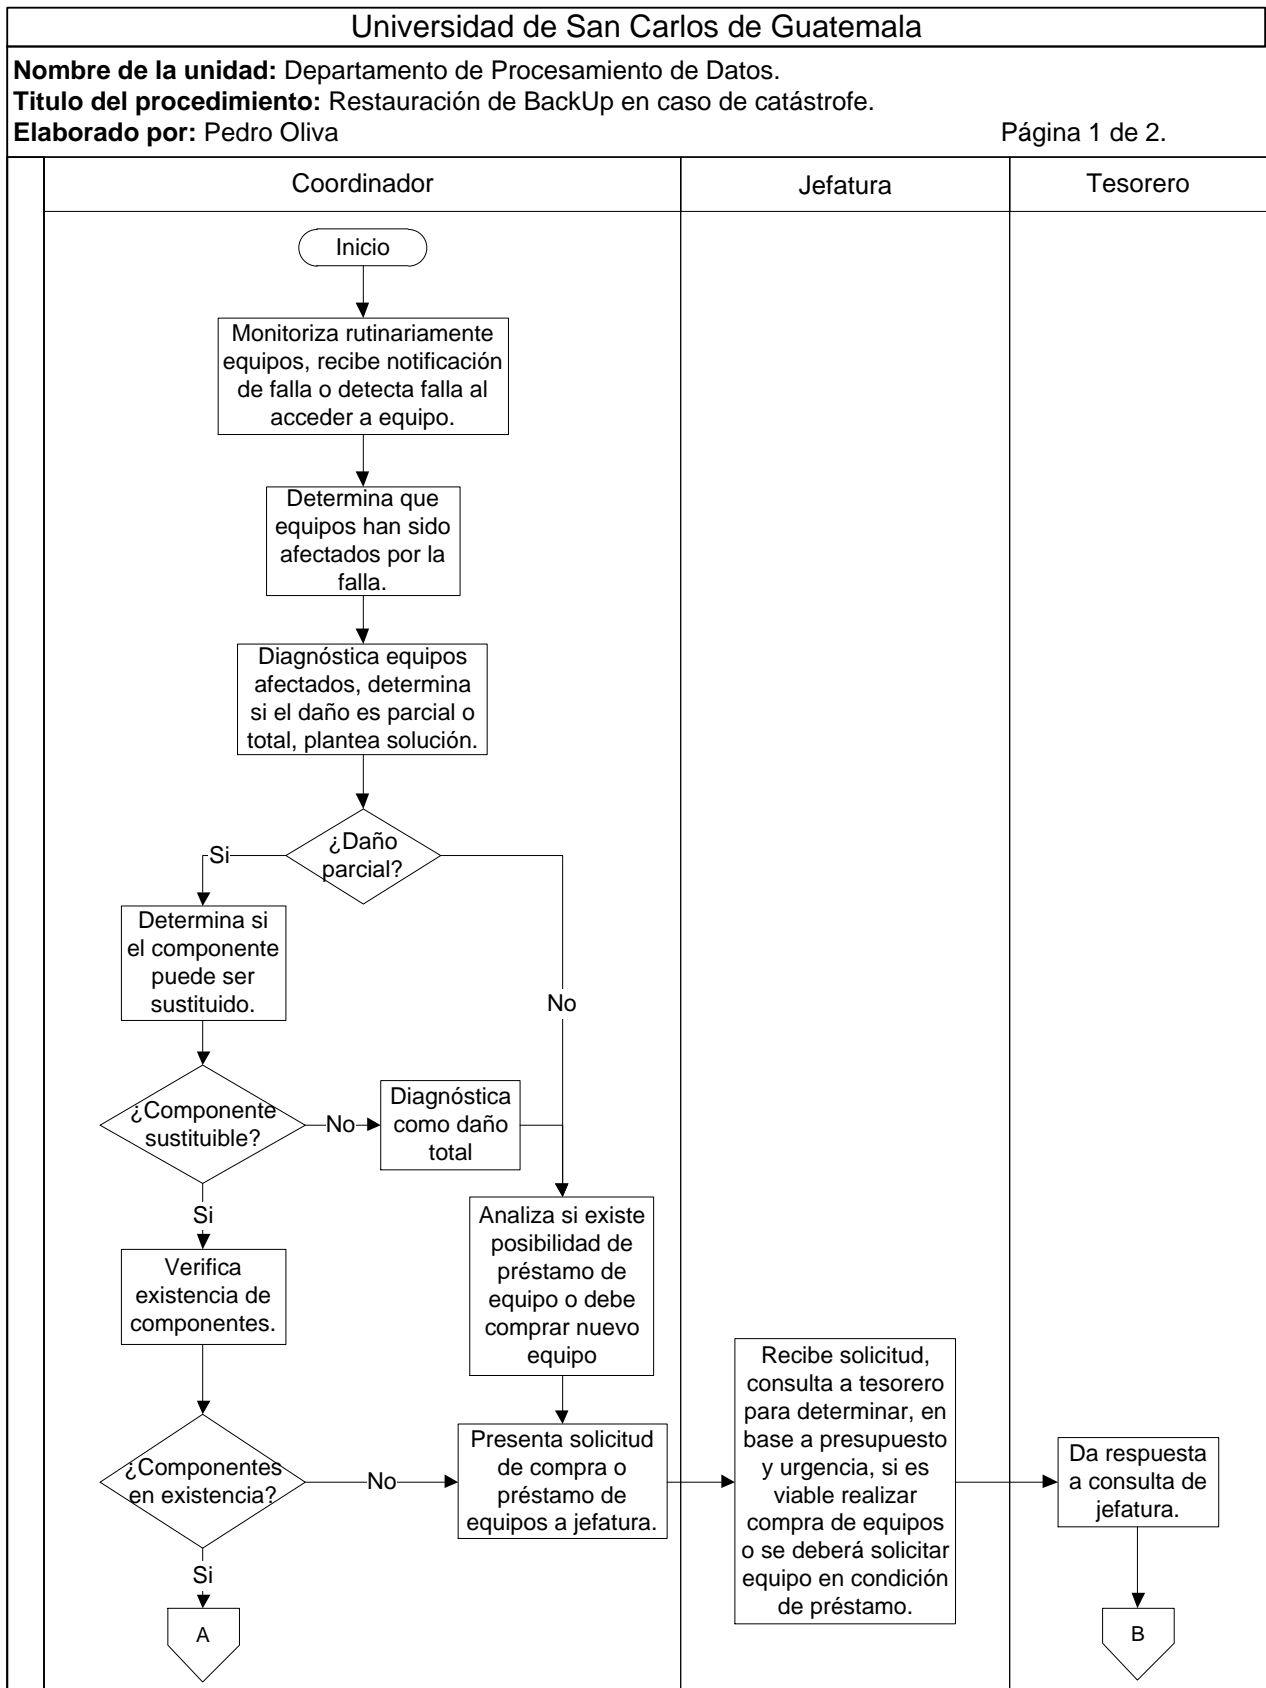 Universidad de San Carlos de Guatemala
Nombre de la unidad: Departamento de Procesamiento de Datos.
Titulo del procedimiento: Restauración de BackUp en caso de catástrofe.
Elaborado por: Pedro Oliva Página 1 de 2.
Coordinador
Jefatura
Tesorero
Inicio
Monitoriza rutinariamente
equipos, recibe notificación
de falla o detecta falla al
acceder a equipo.
Determina que
equipos han sido
afectados por la
falla.
Diagnóstica equipos
afectados, determina
si el daño es parcial o
total, plantea solución.
¿Daño
parcial?
Si
No
Determina si
el componente
puede ser
sustituido.
¿Componente
sustituible?
No
Diagnóstica
como daño
total
Si
Verifica
existencia de
componentes.
Analiza si existe
posibilidad de
préstamo de
equipo o debe
comprar nuevo
equipo
¿Componentes
en existencia?
No
Presenta solicitud
de compra o
préstamo de
equipos a jefatura.
Recibe solicitud,
consulta a tesorero
para determinar, en
base a presupuesto
y urgencia, si es
viable realizar
compra de equipos
o se deberá solicitar
equipo en condición
de préstamo.
Da respuesta
a consulta de
jefatura.
Si
A
B